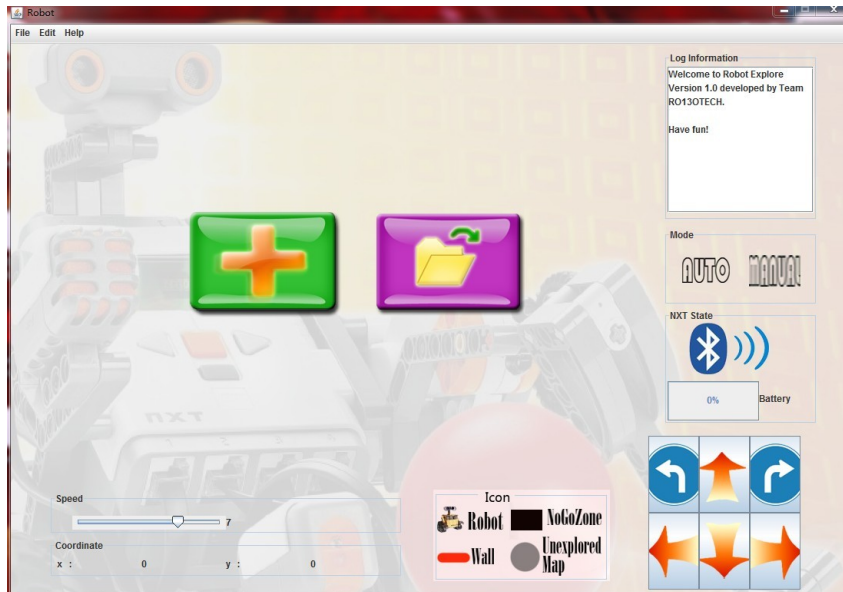 Robot
File Edit Help
Log Information
Welcome to Robot Explore
Version 1.0 developed by Team
RO13OTECH.
Have fun!
Mode
AUTO MANUAL
NXT State
0% Battery
nxt
Speed
7
Coordinate
x : 0 y : 0
Icon
Robot NoGoZone
Wall Unexplored
Map